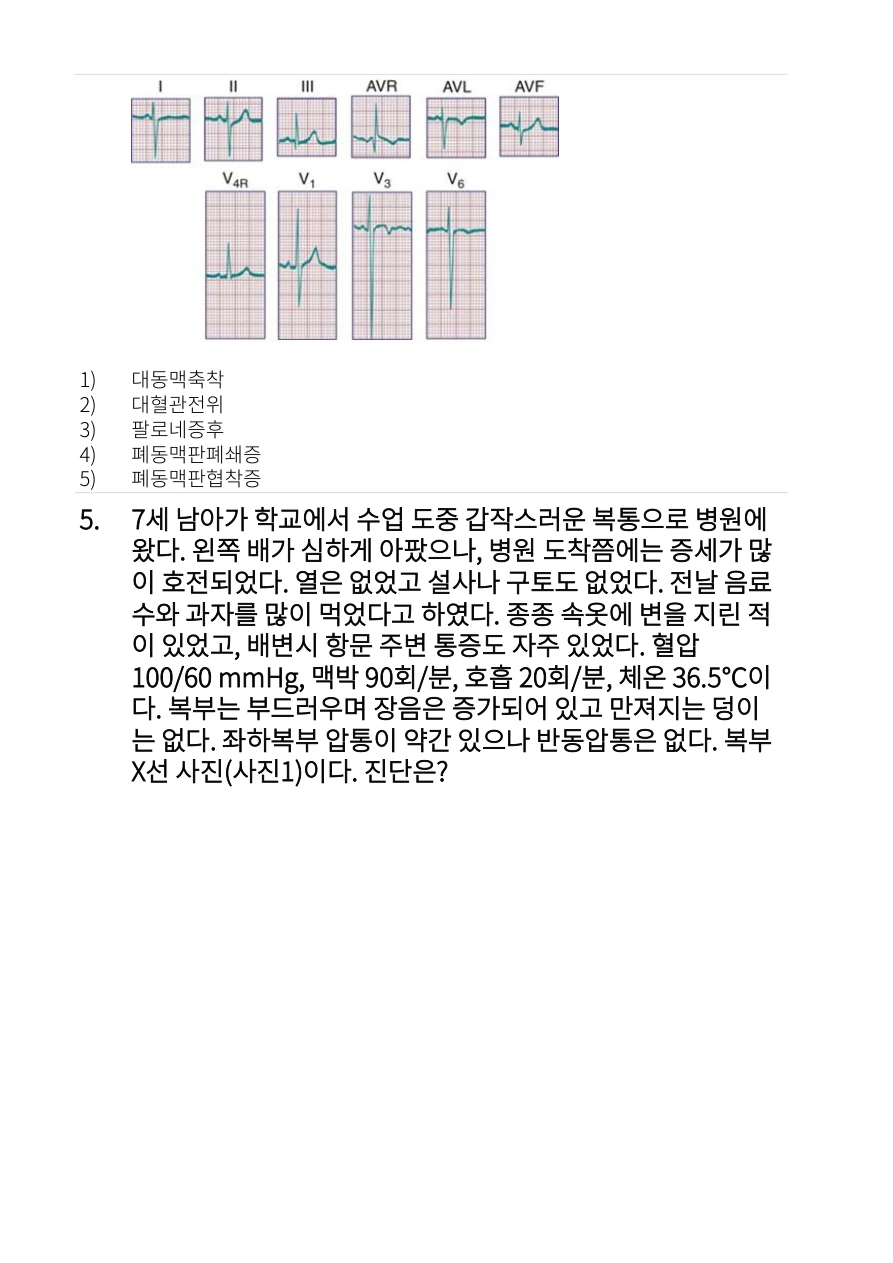 I II III AVR AVL AVF
V4R V1 V3 V6
1) 대동맥축착
2) 대혈관전위
3) 팔로네증후
4) 폐동맥판폐쇄증
5) 폐동맥판협착증
5. 7세 남아가 학교에서 수업 도중 갑작스러운 복통으로 병원에
왔다. 왼쪽 배가 심하게 아팠으나, 병원 도착쯤에는 증세가 많
이 호전되었다. 열은 없었고 설사나 구토도 없었다. 전날 음료
수와 과자를 많이 먹었다고 하였다. 종종 속옷에 변을 지린 적
이 있었고, 배변시 항문 주변 통증도 자주 있었다. 혈압
100/60 mmHg, 맥박 90회/분, 호흡 20회/분, 체온 36.5℃이
다. 복부는 부드러우며 장음은 증가되어 있고 만져지는 덩이
는 없다. 좌하복부 압통이 약간 있으나 반동압통은 없다. 복부
X선 사진(사진1)이다. 진단은?